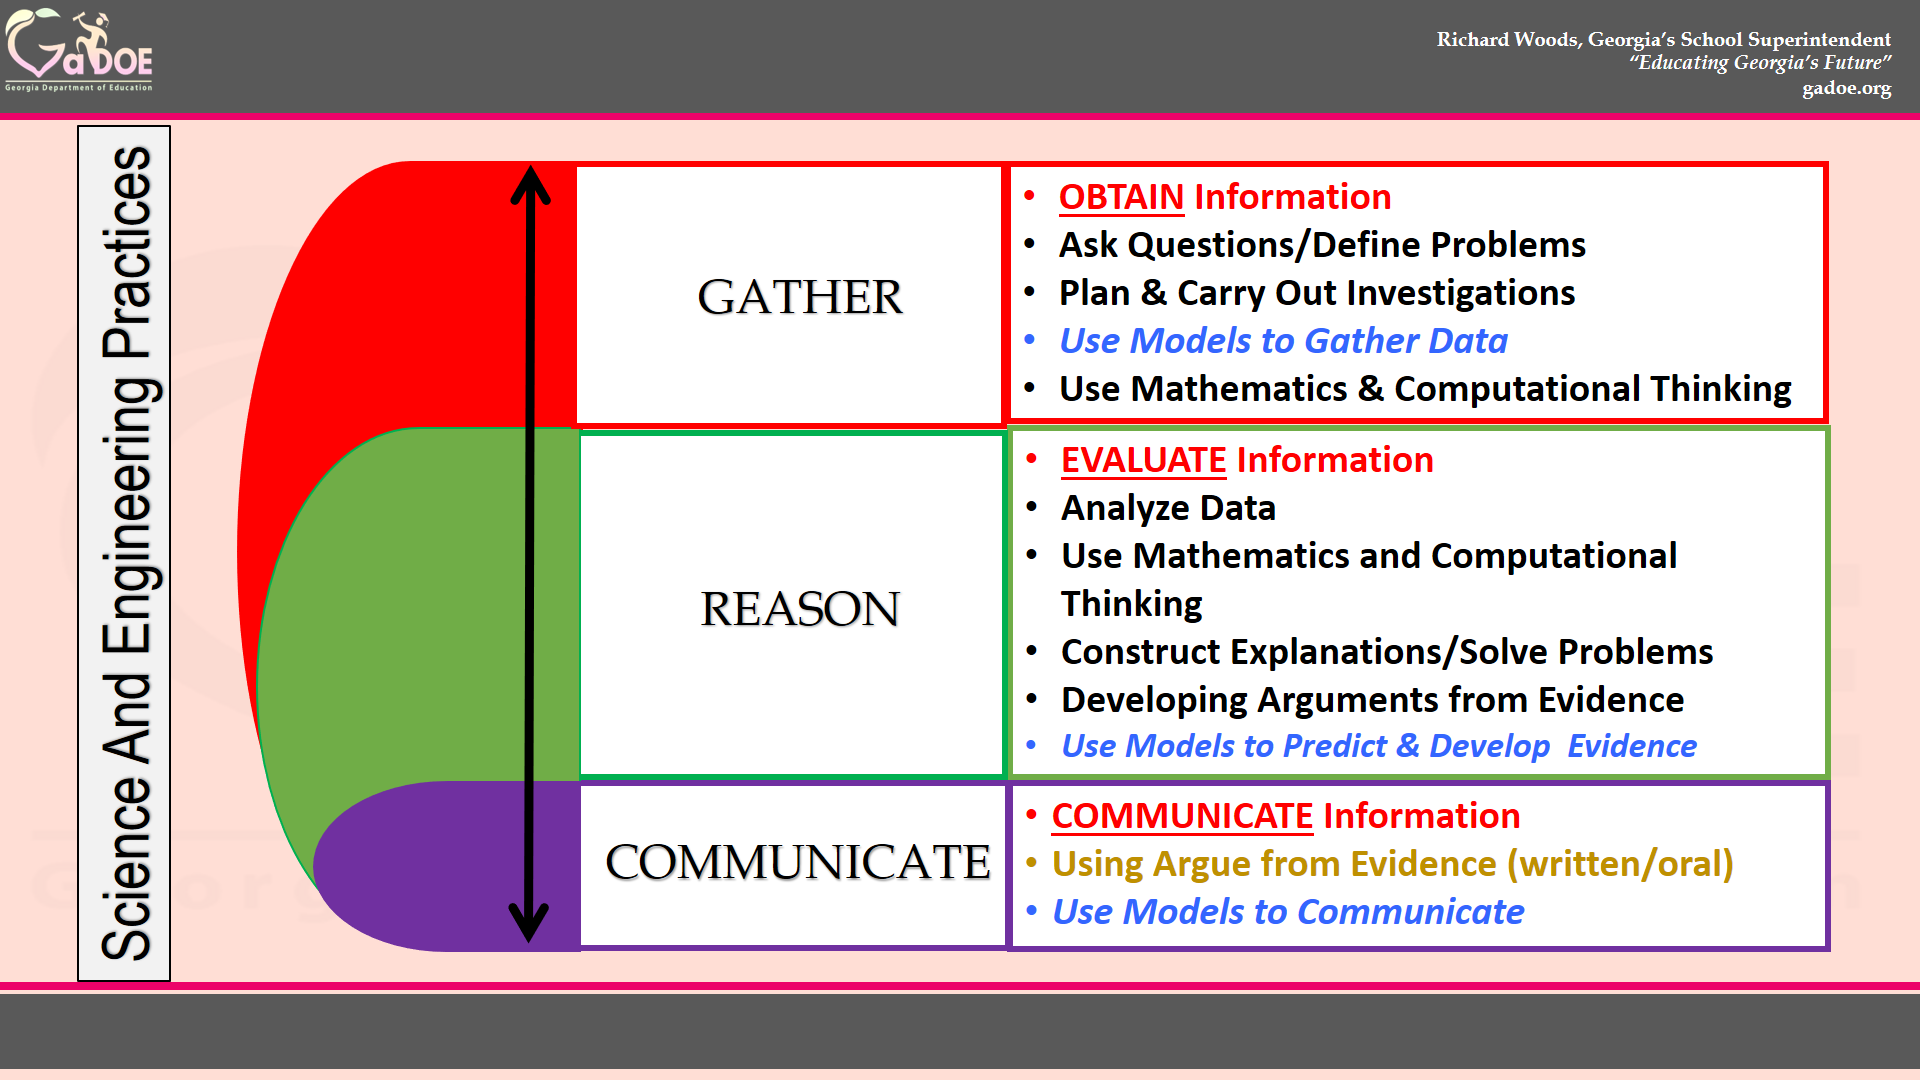 GaDOE
Georgia Department of Education
Richard Woods, Georgia's School Superintendent
“Educating Georgia's Future”
gadoe.org
Science And Engineering Practices
GATHER
• OBTAIN Information
• Ask Questions/Define Problems
• Plan & Carry Out Investigations
• Use Models to Gather Data
• Use Mathematics & Computational Thinking
REASON
• EVALUATE Information
• Analyze Data
• Use Mathematics and Computational
Thinking
• Construct Explanations/Solve Problems
• Developing Arguments from Evidence
• Use Models to Predict & Develop  Evidence
COMMUNICATE
• COMMUNICATE Information
• Using Argue from Evidence (written/oral)
• Use Models to Communicate